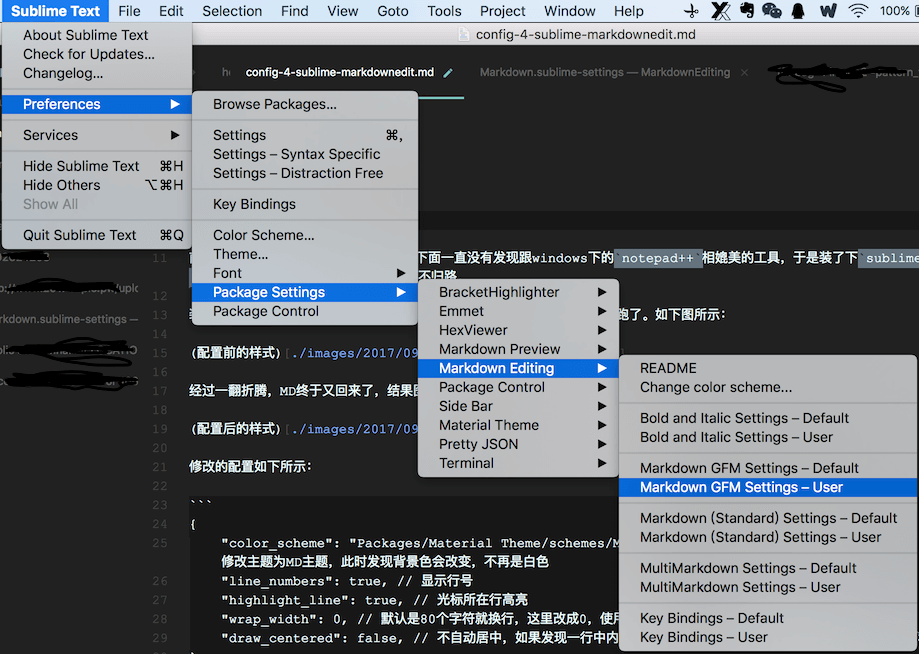 Sublime Text File Edit Selection Find View Goto Tools Project Window Help 100%
config-4-sublime-markdownedit.md
config-4-sublime-markdownedit.md
Markdown.sublime-settings — MarkdownEditing
About Sublime Text
Check for Updates...
Changelog...
Preferences
Services
Hide Sublime Text ⌘H
Hide Others ⌥⌘H
Show All
Quit Sublime Text ⌘Q
Browse Packages...
Settings ⌘,
Settings – Syntax Specific
Settings – Distraction Free
Key Bindings
Color Scheme...
Theme...
Font
Package Settings
Package Control
BracketHighlighter
Emmet
HexViewer
Markdown Preview
Markdown Editing
Package Control
Side Bar
Material Theme
Pretty JSON
Terminal
README
Change color scheme...
Bold and Italic Settings – Default
Bold and Italic Settings – User
Markdown GFM Settings – Default
Markdown GFM Settings – User
Markdown (Standard) Settings – Default
Markdown (Standard) Settings – User
MultiMarkdown Settings – Default
MultiMarkdown Settings – User
Key Bindings – Default
Key Bindings – User
rkdown.sublime-settings —
11 下面一直没有发现跟windows下的`notepad++`相媲美的工具，于是装了下`sublime
不归路
12
13 跑了。如下图所示：
14
15 (配置前的样式)[./images/2017/09
16
17 经过一翻折腾，MD终于又回来了，结果
18
19 (配置后的样式)[./images/2017/09
20
21 修改的配置如下所示：
22
23 ```
24 {
25 "color_scheme": "Packages/Material Theme/schemes/M
修改主题为MD主题，此时发现背景色会改变，不再是白色
26 "line_numbers": true, // 显示行号
27 "highlight_line": true, // 光标所在行高亮
28 "wrap_width": 0, // 默认是80个字符就换行，这里改成0，使用
29 "draw_centered": false, // 不自动居中，如果发现一行中内